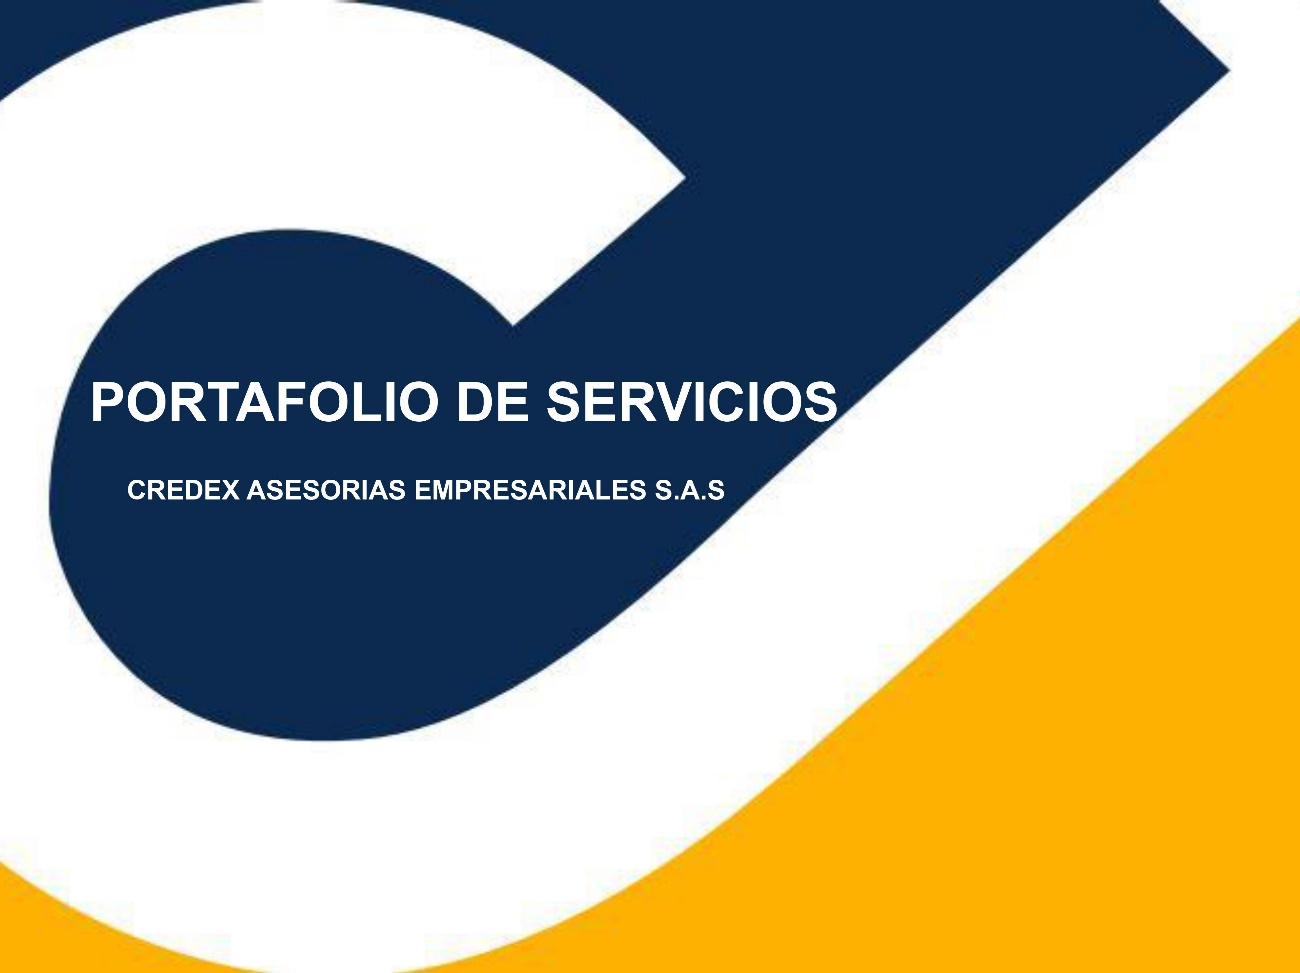 PORTAFOLIO DE SERVICIOS
CREDEX ASESORIAS EMPRESARIALES S.A.S